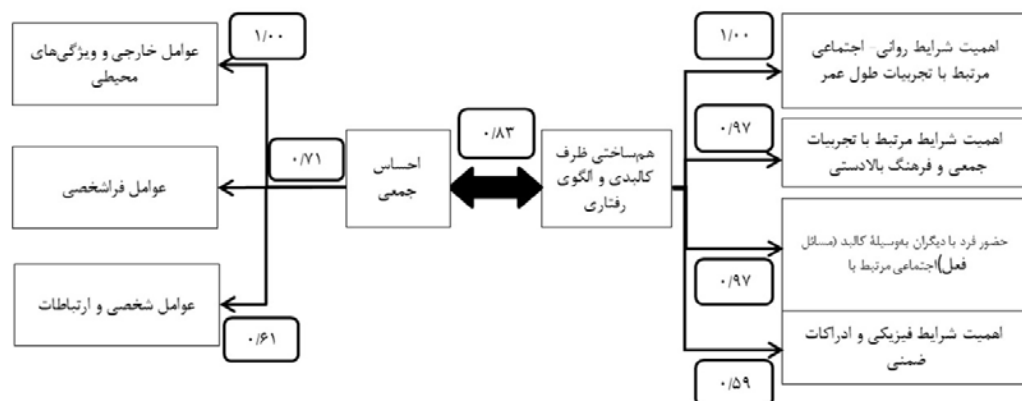 ۱/۰۰
اهمیت شرایط روانی- اجتماعی
مرتبط با تجربیات طول عمر
۰/۹۷
اهمیت شرایط مرتبط با تجربیات
جمعی و فرهنگ بالادستی
حضور فرد با دیگران به‌وسیلهٔ کالبد (مسائل
فعل)اجتماعی مرتبط با
۰/۹۷
اهمیت شرایط فیزیکی و ادراکات
ضمنی
۰/۵۹
هم‌ساختی ظرف
کالبدی و الگوی
رفتاری
۰/۸۳
احساس
جمعی
۱/۰۰
عوامل خارجی و ویژگی‌های
محیطی
۰/۷۱
عوامل فراشخصی
عوامل شخصی و ارتباطات
۰/۶۱